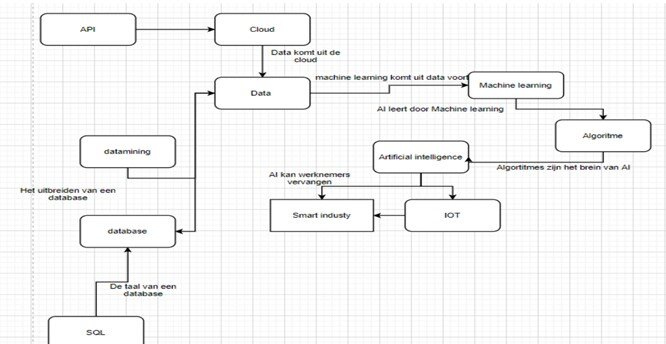 API
Cloud
Data komt uit de
cloud
machine learning komt uit data voort
Data
Machine learning
AI leert door Machine learning
Algoritme
datamining
Artificial intelligence
Algortitmes zijn het brein van AI
AI kan werknemers
vervangen
Het uitbreiden van een
database
Smart industy
IOT
database
De taal van een
database
SQL